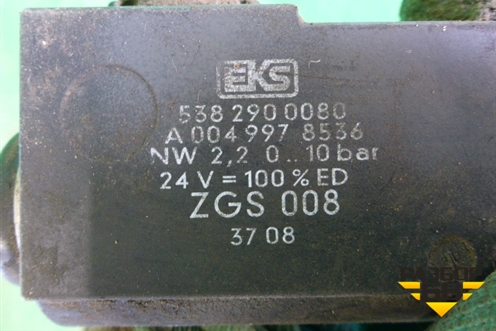 EKS
538 290 0080
A 004 997 8536
NW 2,2 0..10 bar
24 V = 100 % ED
ZGS 008
37 08